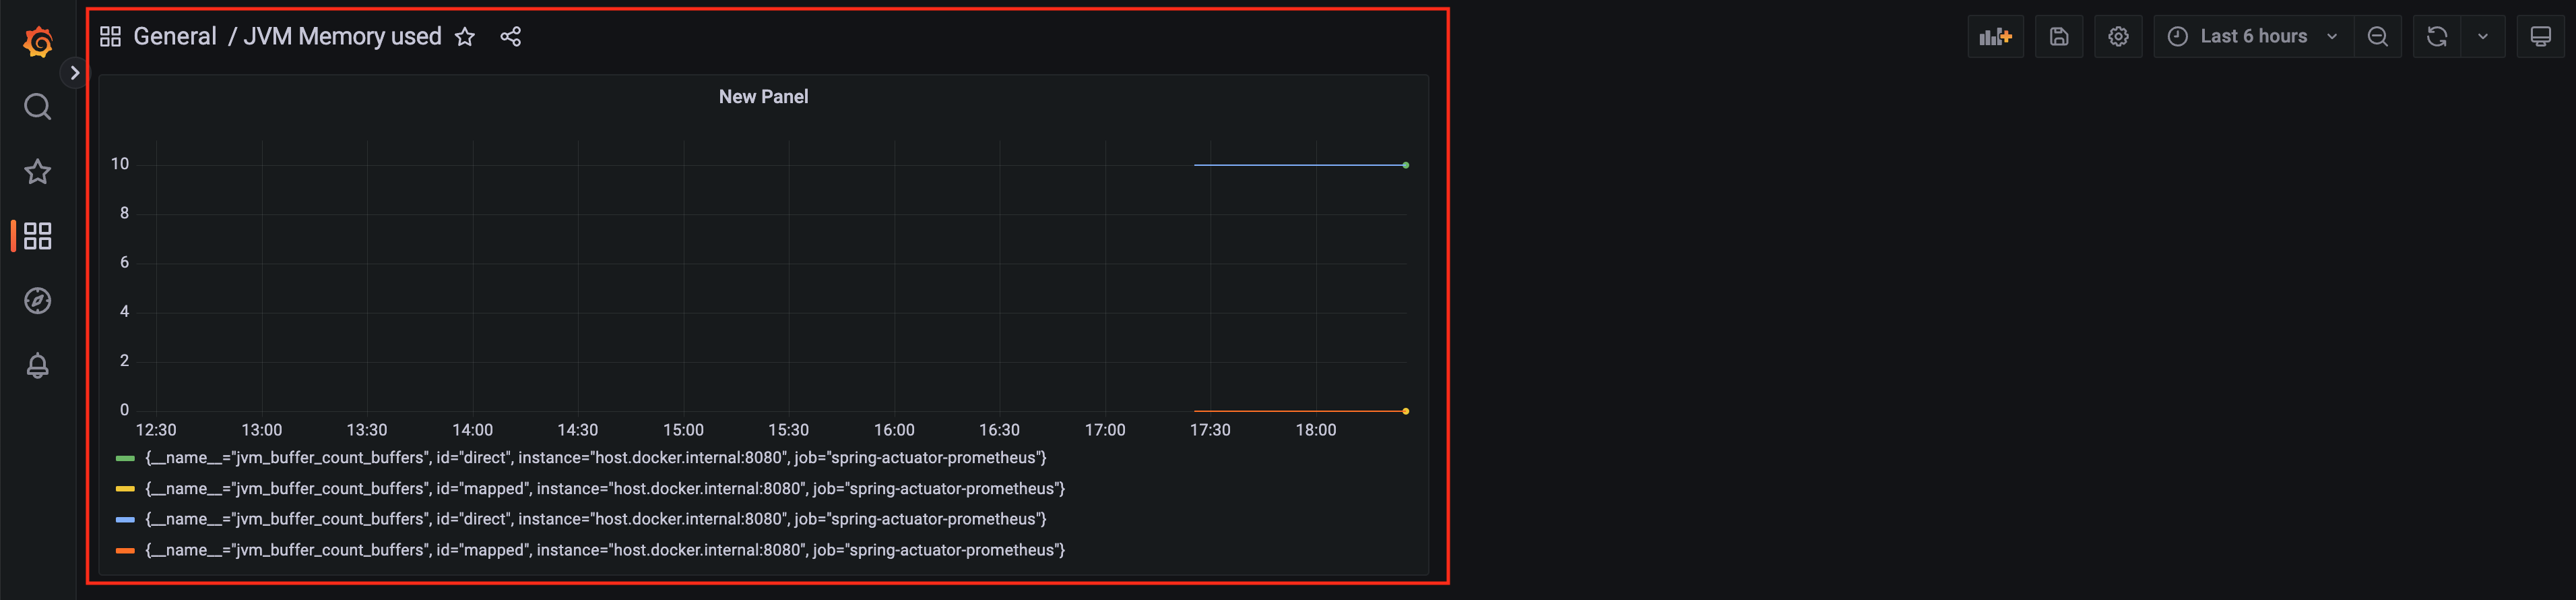 General / JVM Memory used
Last 6 hours
New Panel
10
8
6
4
2
0
12:30 13:00 13:30 14:00 14:30 15:00 15:30 16:00 16:30 17:00 17:30 18:00
{__name__="jvm_buffer_count_buffers", id="direct", instance="host.docker.internal:8080", job="spring-actuator-prometheus"}
{__name__="jvm_buffer_count_buffers", id="mapped", instance="host.docker.internal:8080", job="spring-actuator-prometheus"}
{__name__="jvm_buffer_count_buffers", id="direct", instance="host.docker.internal:8080", job="spring-actuator-prometheus"}
{__name__="jvm_buffer_count_buffers", id="mapped", instance="host.docker.internal:8080", job="spring-actuator-prometheus"}